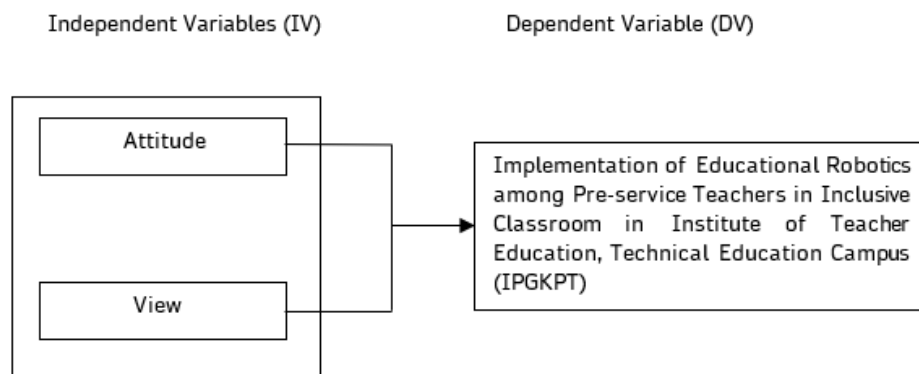 Independent Variables (IV)
Dependent Variable (DV)
Attitude
View
Implementation of Educational Robotics
among Pre-service Teachers in Inclusive
Classroom in Institute of Teacher
Education, Technical Education Campus
(IPGKPT)